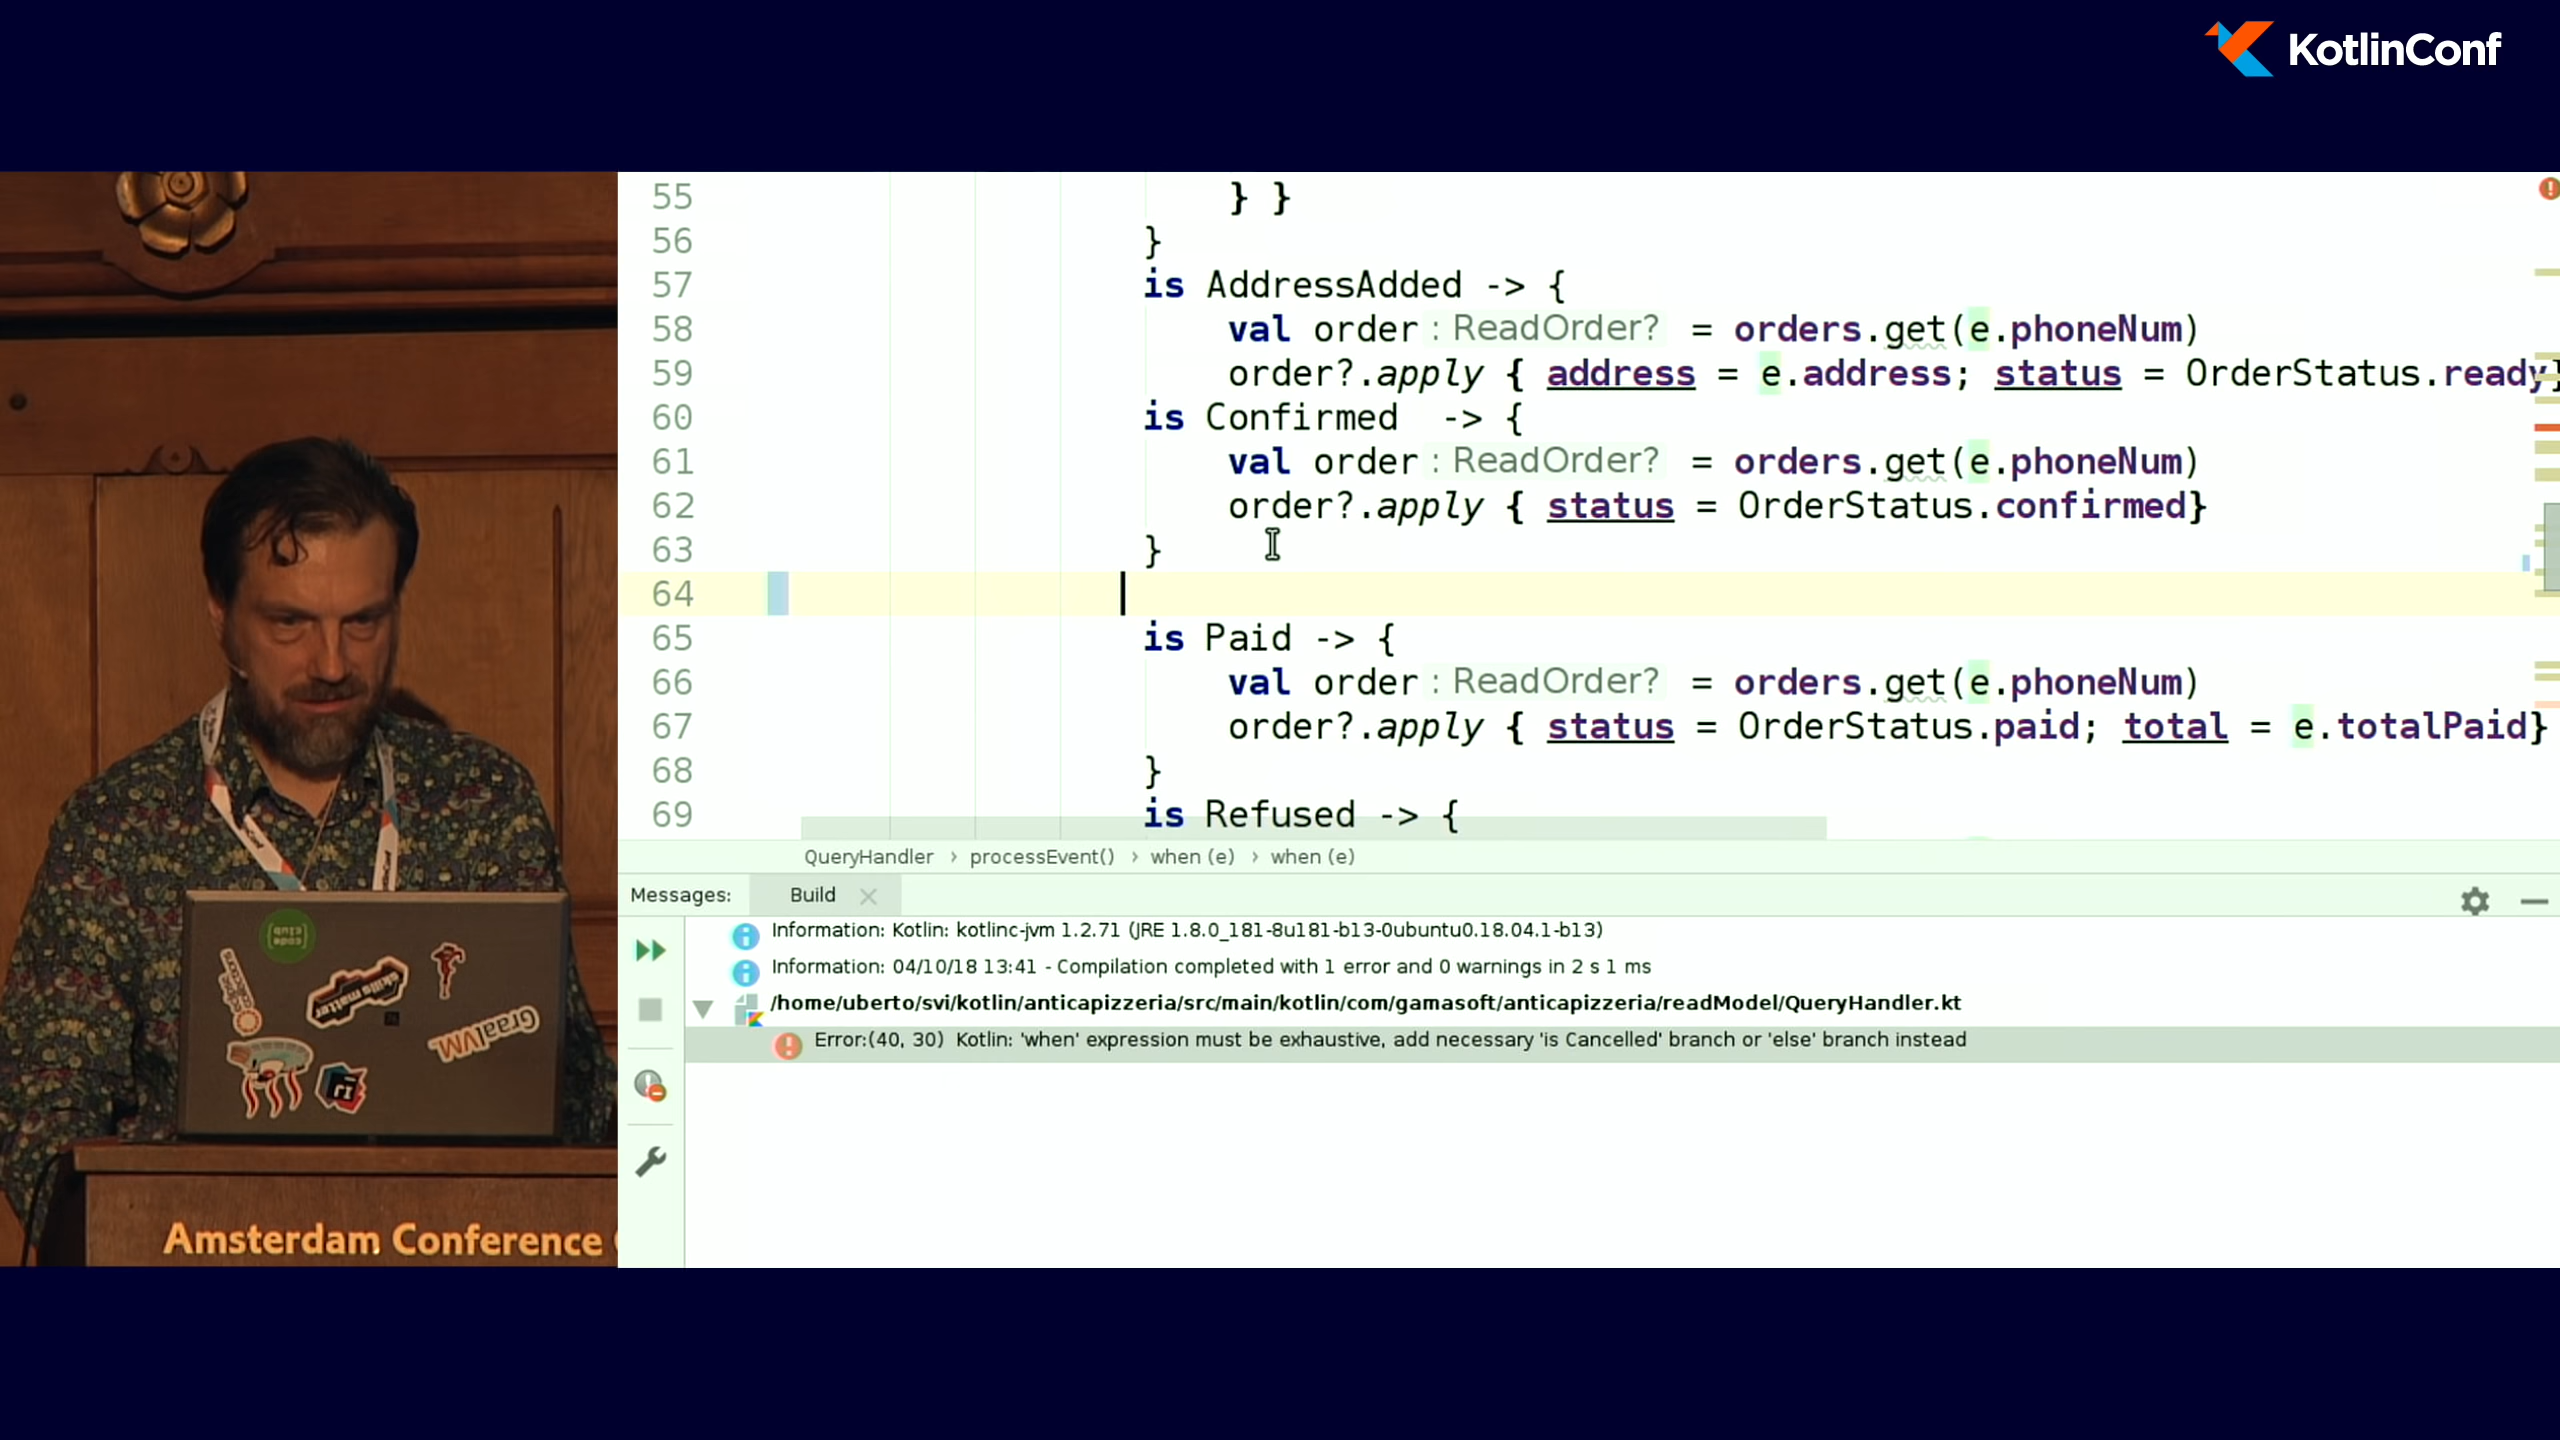 KotlinConf
55 } }
56 }
57 is AddressAdded -> {
58 val order : ReadOrder? = orders.get(e.phoneNum)
59 order?.apply { address = e.address; status = OrderStatus.ready}
60 is Confirmed -> {
61 val order : ReadOrder? = orders.get(e.phoneNum)
62 order?.apply { status = OrderStatus.confirmed}
63 }
64
65 is Paid -> {
66 val order : ReadOrder? = orders.get(e.phoneNum)
67 order?.apply { status = OrderStatus.paid; total = e.totalPaid}
68 }
69 is Refused -> {
QueryHandler › processEvent() › when (e) › when (e)
Messages: Build
Information: Kotlin: kotlinc-jvm 1.2.71 (JRE 1.8.0_181-8u181-b13-0ubuntu0.18.04.1-b13)
Information: 04/10/18 13:41 - Compilation completed with 1 error and 0 warnings in 2 s 1 ms
/home/uberto/svi/kotlin/anticapizzeria/src/main/kotlin/com/gamasoft/anticapizzeria/readModel/QueryHandler.kt
Error:(40, 30) Kotlin: 'when' expression must be exhaustive, add necessary 'is Cancelled' branch or 'else' branch instead
code
club
skills matter
GraalVM
Amsterdam Conference